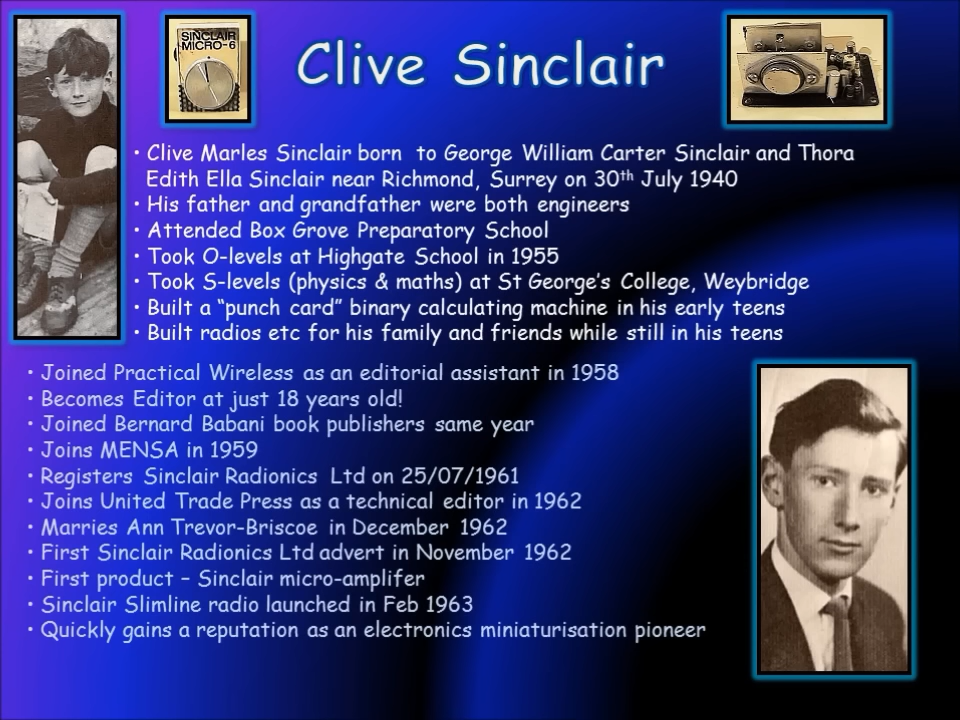 SINCLAIR
MICRO-6
Clive Sinclair
• Clive Marles Sinclair born to George William Carter Sinclair and Thora
Edith Ella Sinclair near Richmond, Surrey on 30th July 1940
• His father and grandfather were both engineers
• Attended Box Grove Preparatory School
• Took O-levels at Highgate School in 1955
• Took S-levels (physics & maths) at St George’s College, Weybridge
• Built a “punch card” binary calculating machine in his early teens
• Built radios etc for his family and friends while still in his teens
• Joined Practical Wireless as an editorial assistant in 1958
• Becomes Editor at just 18 years old!
• Joined Bernard Babani book publishers same year
• Joins MENSA in 1959
• Registers Sinclair Radionics Ltd on 25/07/1961
• Joins United Trade Press as a technical editor in 1962
• Marries Ann Trevor-Briscoe in December 1962
• First Sinclair Radionics Ltd advert in November 1962
• First product – Sinclair micro-amplifer
• Sinclair Slimline radio launched in Feb 1963
• Quickly gains a reputation as an electronics miniaturisation pioneer